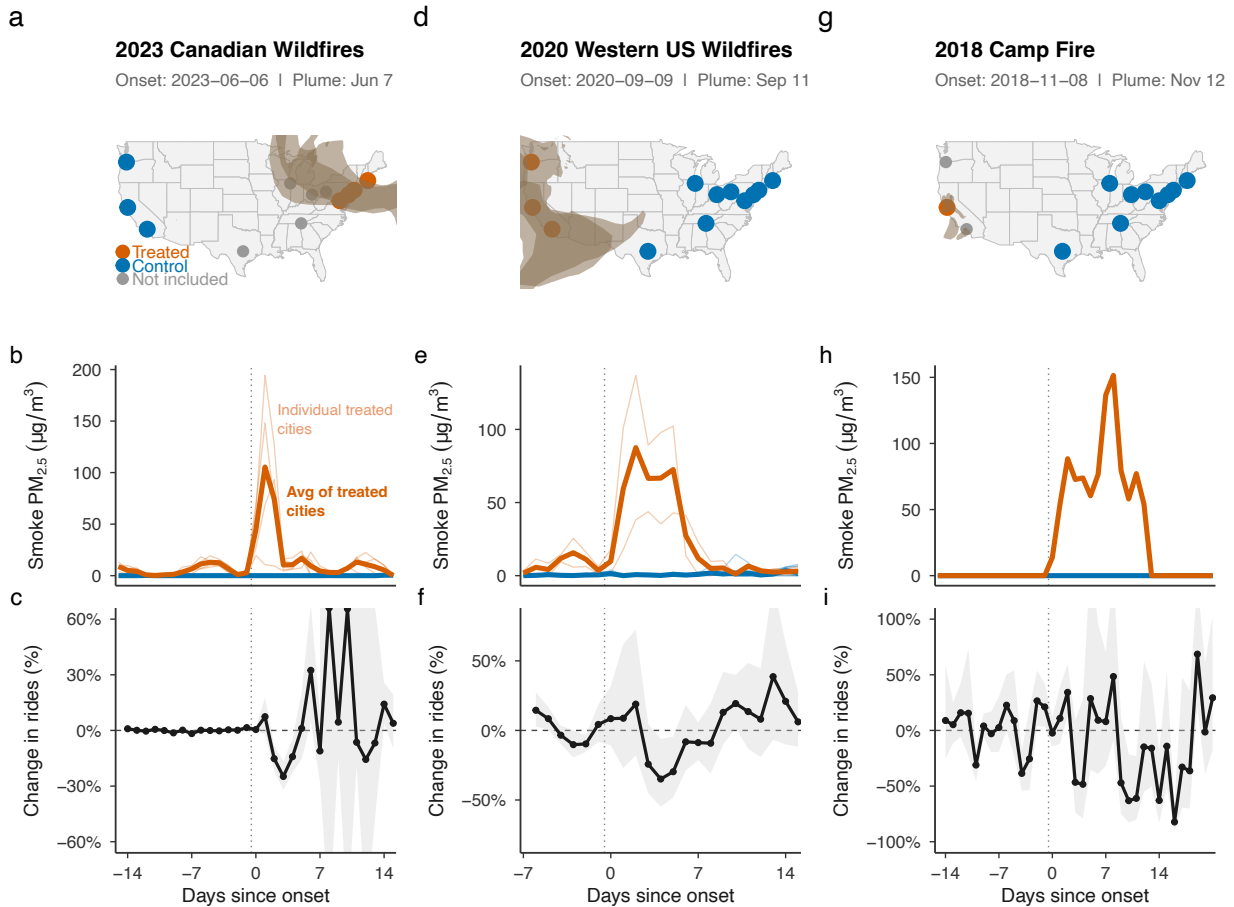 a
2023 Canadian Wildfires
Onset: 2023−06−06 | Plume: Jun 7
Treated
Control
Not included
d
2020 Western US Wildfires
Onset: 2020−09−09 | Plume: Sep 11
g
2018 Camp Fire
Onset: 2018−11−08 | Plume: Nov 12
b
Smoke PM2.5 (µg/m³)
200
150
100
50
0
Individual treated
cities
Avg of treated
cities
e
Smoke PM2.5 (µg/m³)
100
50
0
h
Smoke PM2.5 (µg/m³)
150
100
50
0
c
Change in rides (%)
60%
30%
0%
−30%
−60%
−14
−7
0
7
14
Days since onset
f
Change in rides (%)
50%
0%
−50%
−7
0
7
14
Days since onset
i
Change in rides (%)
100%
50%
0%
−50%
−100%
−14
−7
0
7
14
Days since onset